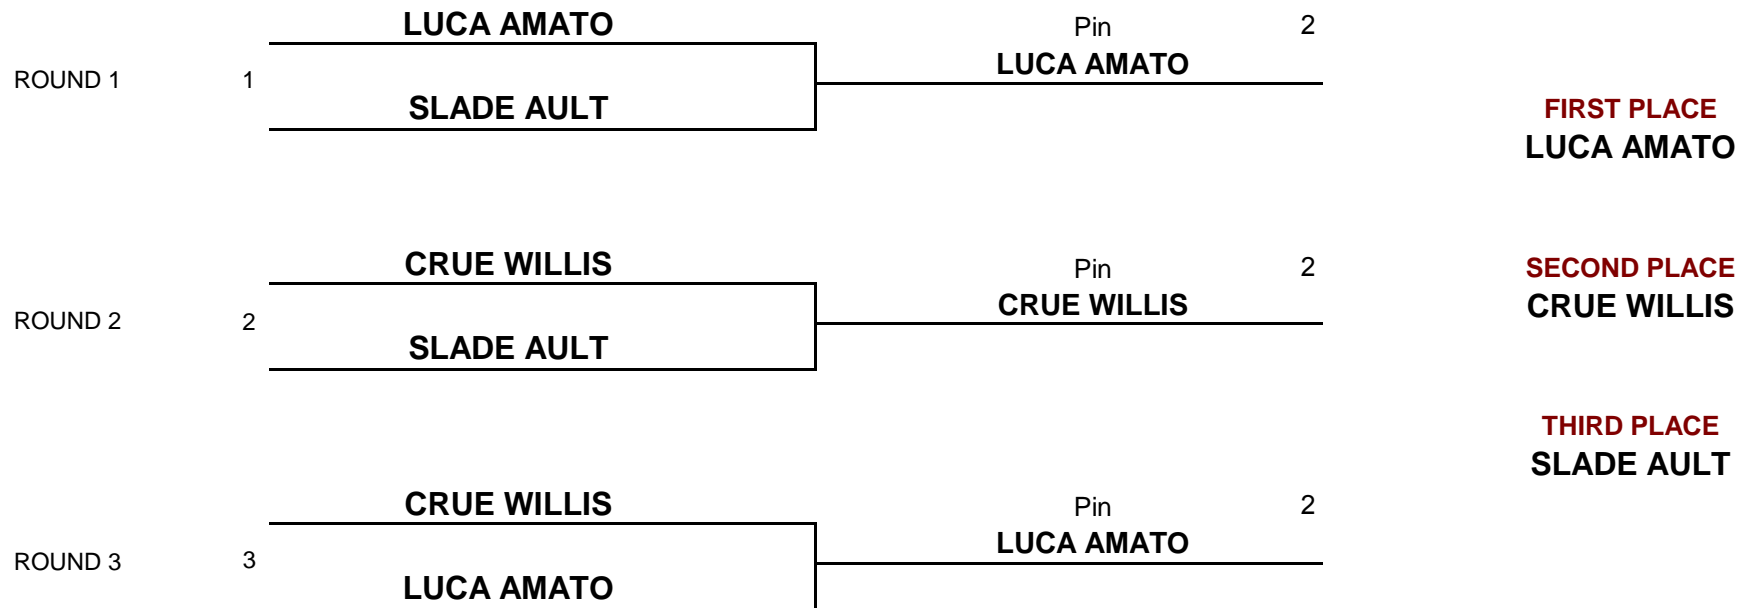 LUCA AMATO
Pin 2
ROUND 1 1
LUCA AMATO
SLADE AULT
FIRST PLACE
LUCA AMATO
CRUE WILLIS
Pin 2
SECOND PLACE
ROUND 2 2
CRUE WILLIS
CRUE WILLIS
SLADE AULT
THIRD PLACE
SLADE AULT
CRUE WILLIS
Pin 2
ROUND 3 3
LUCA AMATO
LUCA AMATO